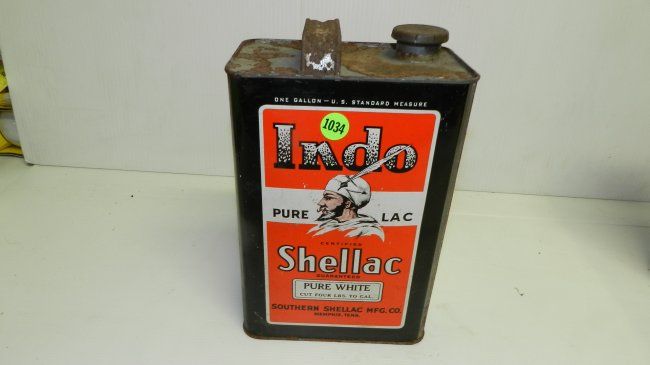 ONE GALLON — U. S. STANDARD MEASURE
1034
Indo
PURE LAC
CERTIFIED
Shellac
GUARANTEED
PURE WHITE
CUT FOUR LBS. TO GAL.
SOUTHERN SHELLAC MFG. CO.
MEMPHIS, TENN.